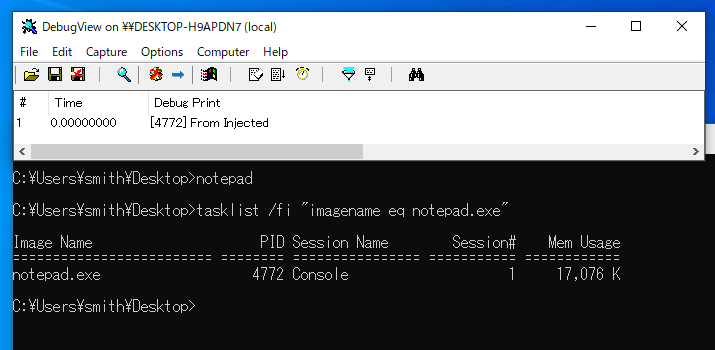 DebugView on ¥¥DESKTOP-H9APDN7 (local)
File Edit Capture Options Computer Help
# Time Debug Print
1 0.00000000 [4772] From Injected
C:¥Users¥smith¥Desktop>notepad
C:¥Users¥smith¥Desktop>tasklist /fi "imagename eq notepad.exe"
Image Name PID Session Name Session# Mem Usage
========================= ======== ================ =========== ============
notepad.exe 4772 Console 1 17,076 K
C:¥Users¥smith¥Desktop>